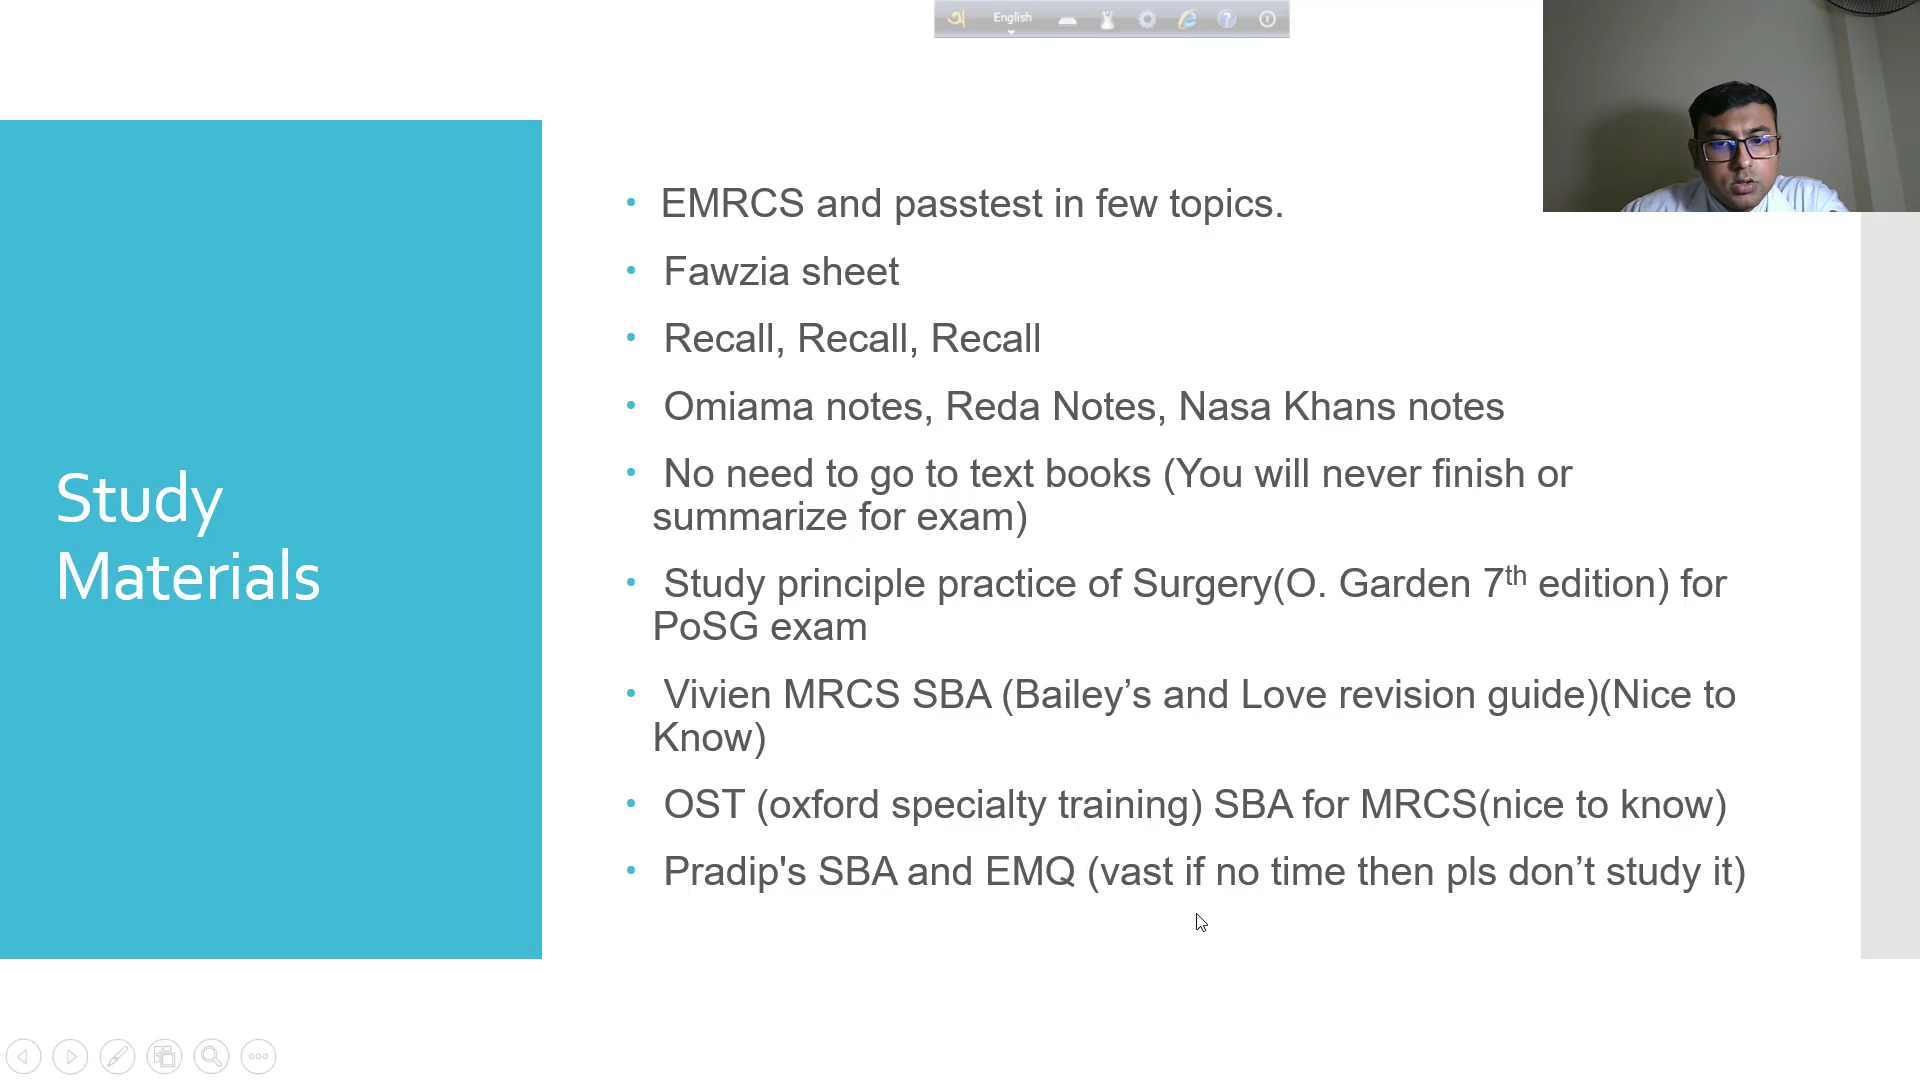 English
Study
Materials
• EMRCS and passtest in few topics.
• Fawzia sheet
• Recall, Recall, Recall
• Omiama notes, Reda Notes, Nasa Khans notes
• No need to go to text books (You will never finish or
summarize for exam)
• Study principle practice of Surgery(O. Garden 7th edition) for
PoSG exam
• Vivien MRCS SBA (Bailey’s and Love revision guide)(Nice to
Know)
• OST (oxford specialty training) SBA for MRCS(nice to know)
• Pradip's SBA and EMQ (vast if no time then pls don’t study it)